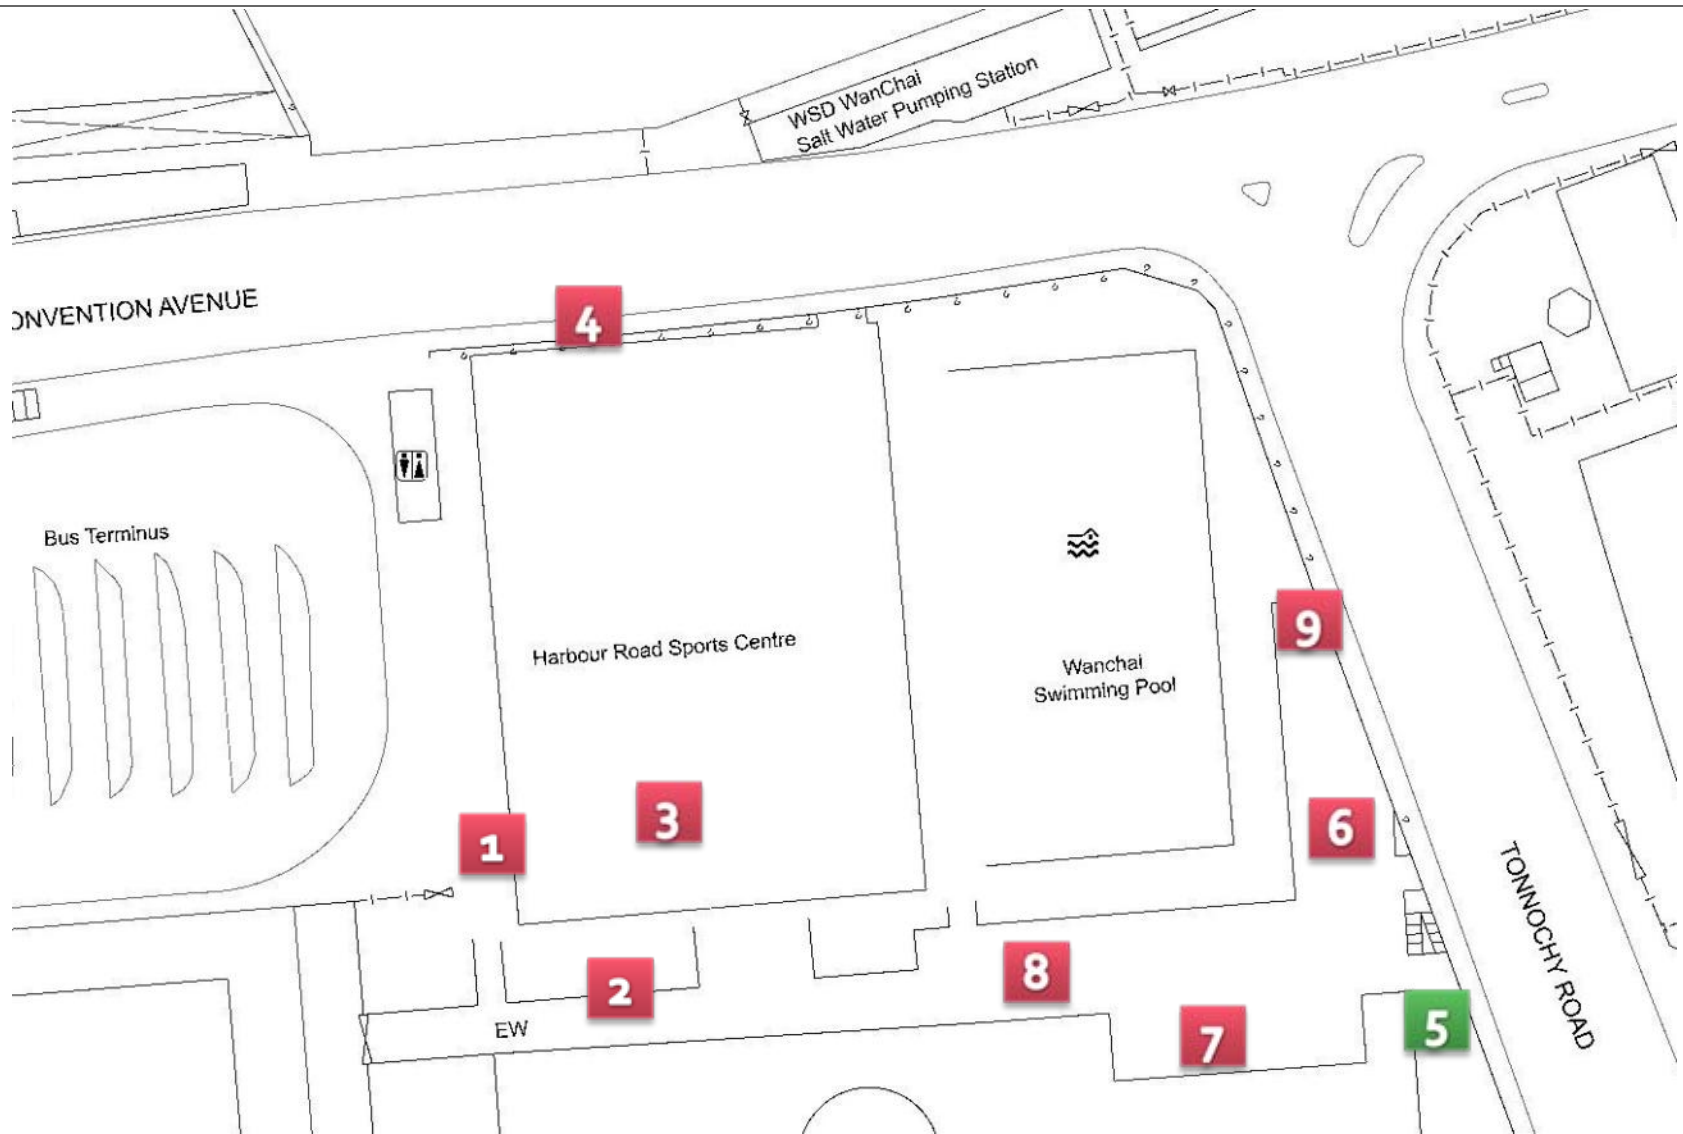 WSD WanChai
Salt Water Pumping Station
ONVENTION AVENUE
4
Bus Terminus
Harbour Road Sports Centre
Wanchai
Swimming Pool
9
3
6
1
TONNOCHY ROAD
8
2
EW
7
5